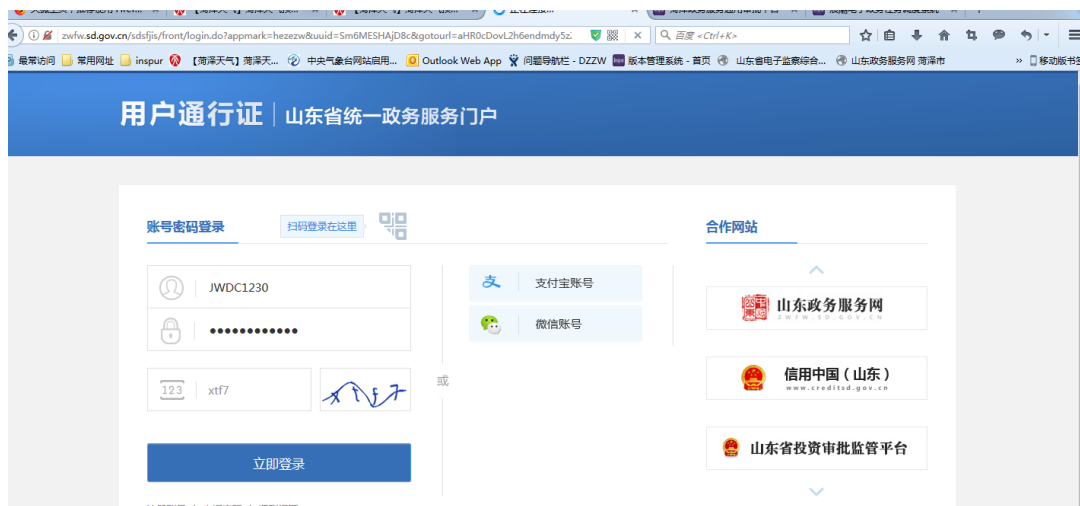 zwfw.sd.gov.cn/sdsfjis/front/login.do?appmark=hezezw&uuid=Sm6MESHAjD8c&gotourl=aHR0cDovL2h6endmdy5z
百度 <Ctrl+K>
最常访问 常用网址 inspur 【菏泽天气】菏泽天... 中央气象台网站启用... Outlook Web App 问题导航栏 - DZZW 版本管理系统 - 首页 山东省电子监察综合... 山东政务服务网 菏泽市 » 移动版书签
用户通行证 山东省统一政务服务门户
账号密码登录 扫码登录在这里 合作网站
JWDC1230 支付宝账号
山东政务服务网
ZWFW.SD.GOV.CN
微信账号
或
信用中国（山东）
www.creditsd.gov.cn
123 xtf7 xtf7
山东省投资审批监管平台
立即登录